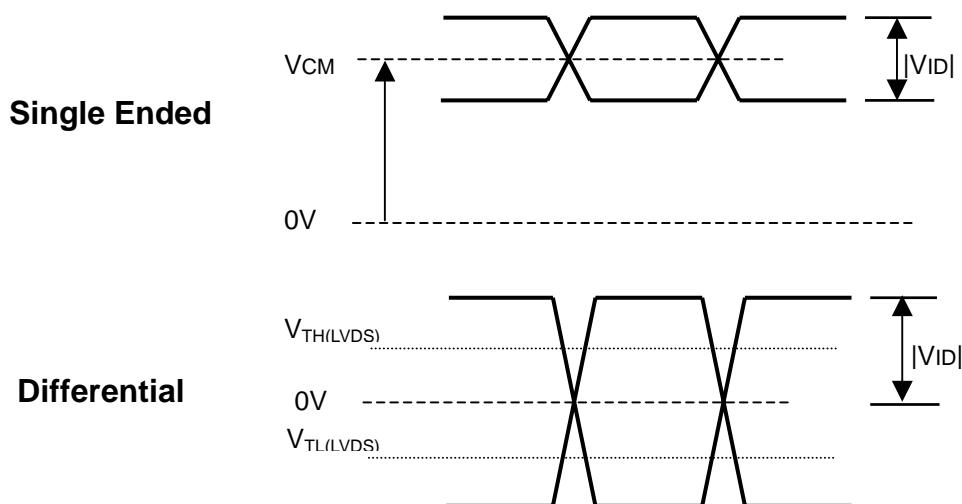 VCM
|VID|
Single Ended
0V
VTH(LVDS)
|VID|
Differential
0V
VTL(LVDS)